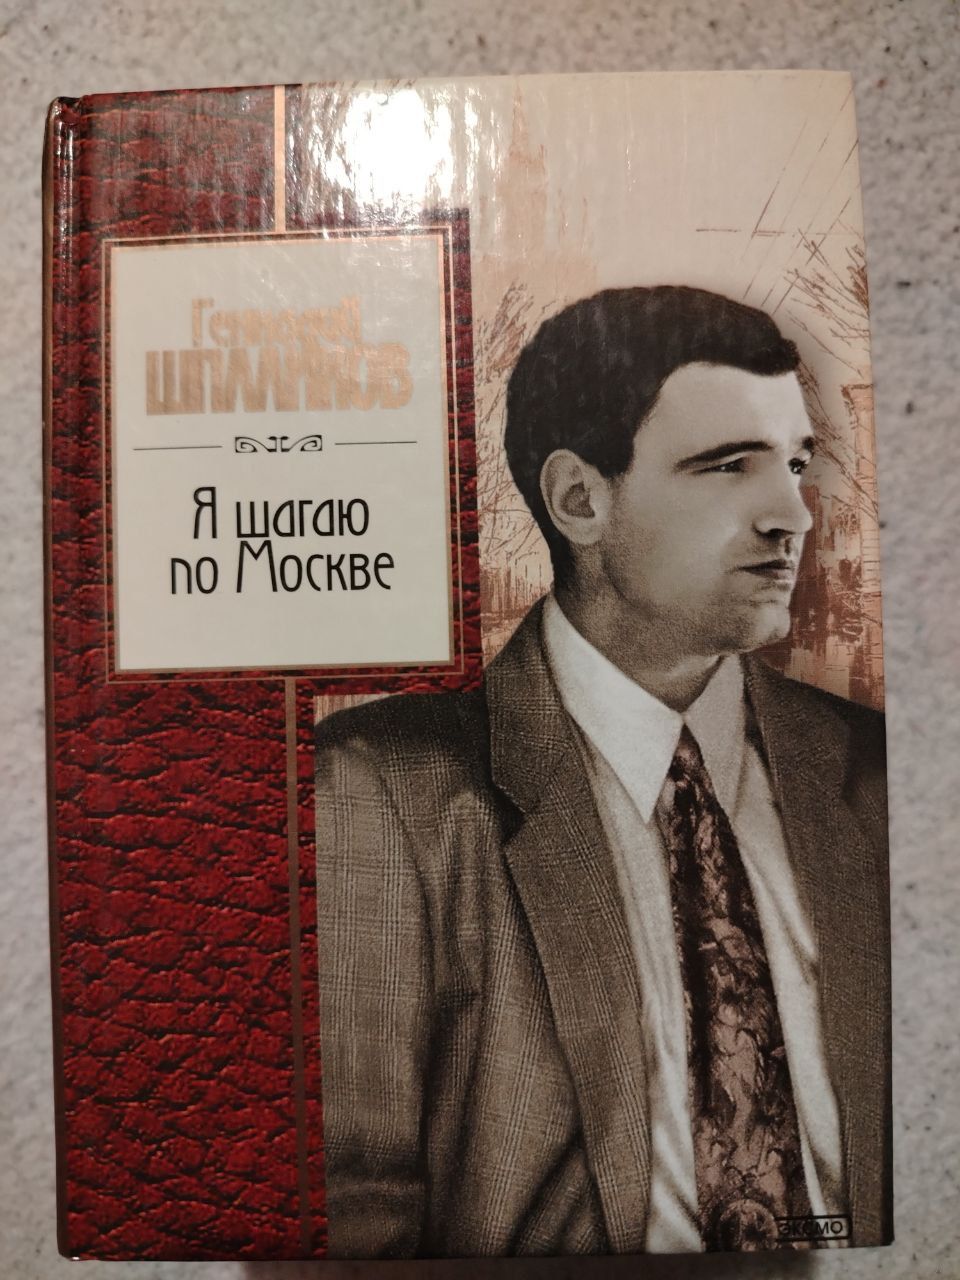 Геннадий
ШПАЛИКОВ
Я шагаю
по Москве
ЭКСМО